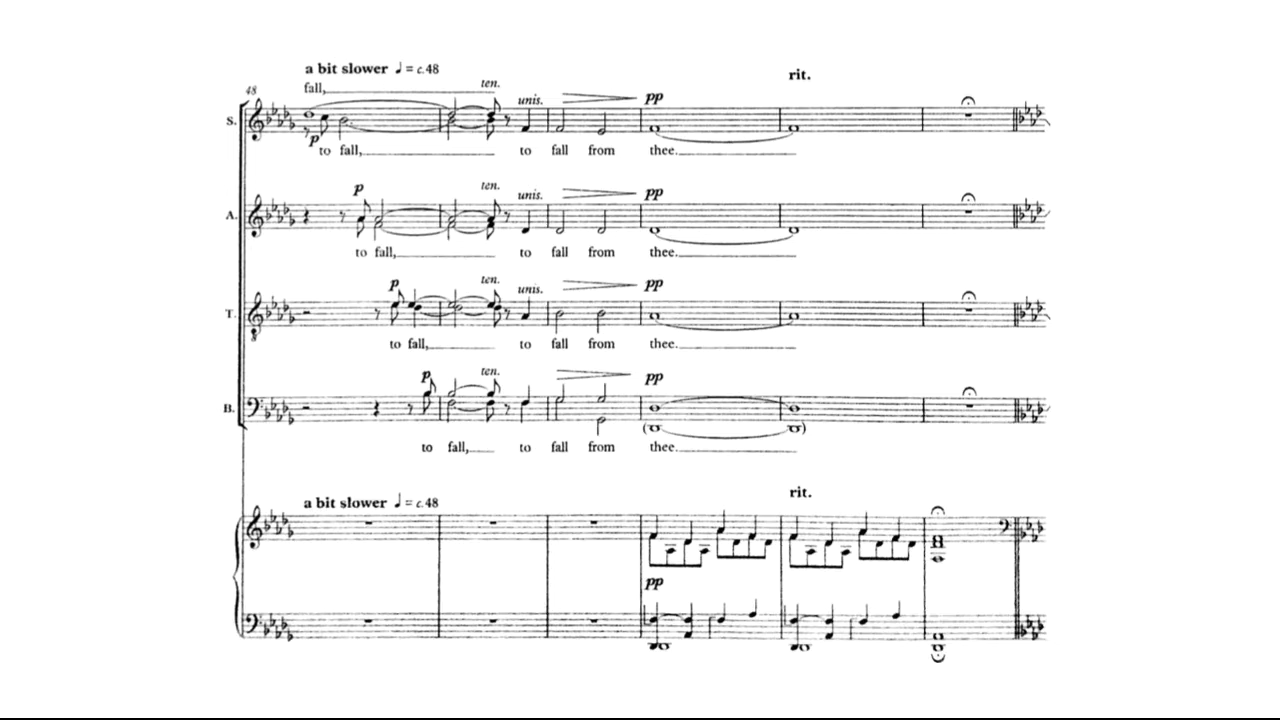 a bit slower ♩ = c.48 rit.
48 fall, ten. unis. pp
S.
p
to fall, to fall from thee.
p ten. unis. pp
A.
to fall, to fall from thee.
p ten. unis. pp
T.
to fall, to fall from thee.
p ten. pp
B.
to fall, to fall from thee.
a bit slower ♩ = c.48 rit.
pp